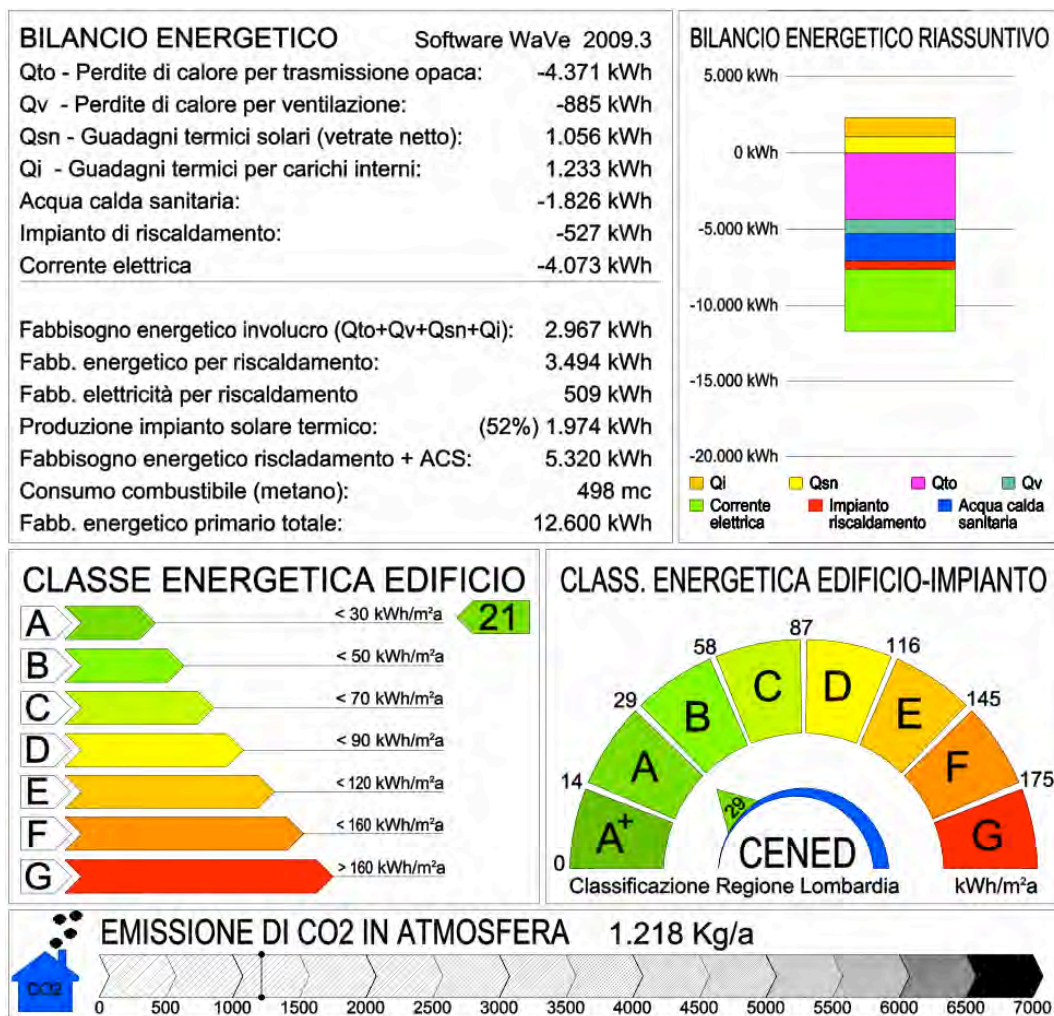 BILANCIO ENERGETICO Software WaVe 2009.3
Qto - Perdite di calore per trasmissione opaca: -4.371 kWh
Qv - Perdite di calore per ventilazione: -885 kWh
Qsn - Guadagni termici solari (vetrate netto): 1.056 kWh
Qi - Guadagni termici per carichi interni: 1.233 kWh
Acqua calda sanitaria: -1.826 kWh
Impianto di riscaldamento: -527 kWh
Corrente elettrica -4.073 kWh
Fabbisogno energetico involucro (Qto+Qv+Qsn+Qi): 2.967 kWh
Fabb. energetico per riscaldamento: 3.494 kWh
Fabb. elettricità per riscaldamento 509 kWh
Produzione impianto solare termico: (52%) 1.974 kWh
Fabbisogno energetico riscladamento + ACS: 5.320 kWh
Consumo combustibile (metano): 498 mc
Fabb. energetico primario totale: 12.600 kWh
BILANCIO ENERGETICO RIASSUNTIVO
5.000 kWh
0 kWh
-5.000 kWh
-10.000 kWh
-15.000 kWh
-20.000 kWh
Qi Qsn Qto Qv
Corrente elettrica
Impianto riscaldamento
Acqua calda sanitaria
CLASSE ENERGETICA EDIFICIO
A < 30 kWh/m²a 21
B < 50 kWh/m²a
C < 70 kWh/m²a
D < 90 kWh/m²a
E < 120 kWh/m²a
F < 160 kWh/m²a
G > 160 kWh/m²a
CLASS. ENERGETICA EDIFICIO-IMPIANTO
0 14 29 58 87 116 145 175
A+ A B C D E F G
29
CENED
Classificazione Regione Lombardia kWh/m²a
EMISSIONE DI CO2 IN ATMOSFERA 1.218 Kg/a
CO2
0 500 1000 1500 2000 2500 3000 3500 4000 4500 5000 5500 6000 6500 7000